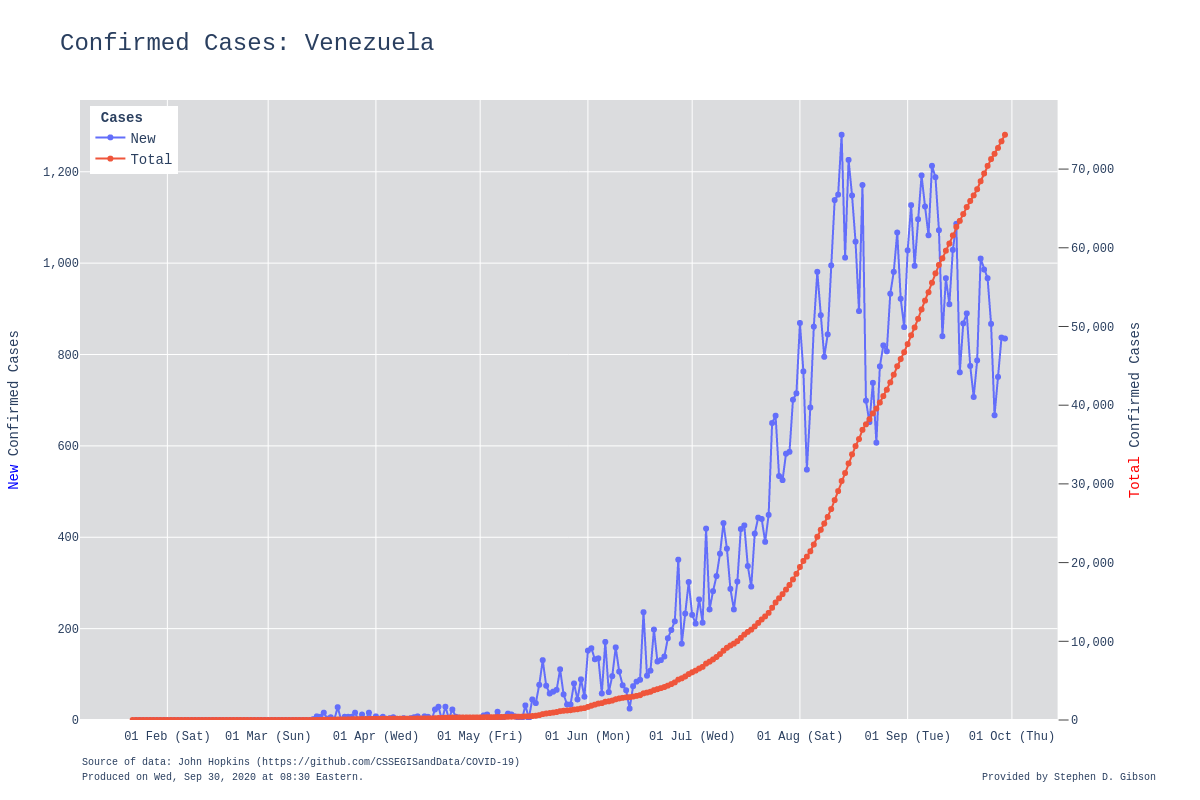 Confirmed Cases: Venezuela
Cases
New
Total
1,200
1,000
800
600
400
200
0
New Confirmed Cases
70,000
60,000
50,000
40,000
30,000
20,000
10,000
0
Total Confirmed Cases
01 Feb (Sat) 01 Mar (Sun) 01 Apr (Wed) 01 May (Fri) 01 Jun (Mon) 01 Jul (Wed) 01 Aug (Sat) 01 Sep (Tue) 01 Oct (Thu)
Source of data: John Hopkins (https://github.com/CSSEGISandData/COVID-19)
Produced on Wed, Sep 30, 2020 at 08:30 Eastern.
Provided by Stephen D. Gibson